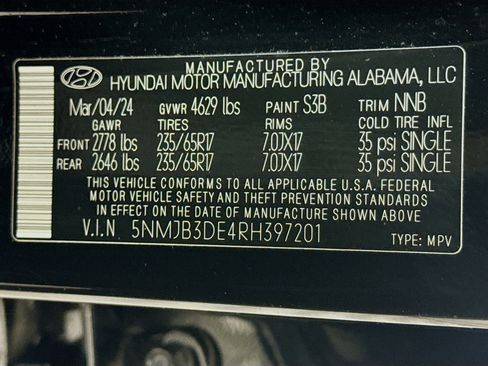 MANUFACTURED BY
HYUNDAI MOTOR MANUFACTURING ALABAMA, LLC
Mar/04/24 GVWR 4629 lbs PAINT S3B TRIM NNB
GAWR TIRES RIMS COLD TIRE INFL
FRONT 2778 lbs 235/65R17 7.0JX17 35 psi SINGLE
REAR 2646 lbs 235/65R17 7.0JX17 35 psi SINGLE
THIS VEHICLE CONFORMS TO ALL APPLICABLE U.S.A. FEDERAL
MOTOR VEHICLE SAFETY AND THEFT PREVENTION STANDARDS
IN EFFECT ON THE DATE OF MANUFACTURE SHOWN ABOVE
V.I.N. 5NMJB3DE4RH397201 TYPE: MPV